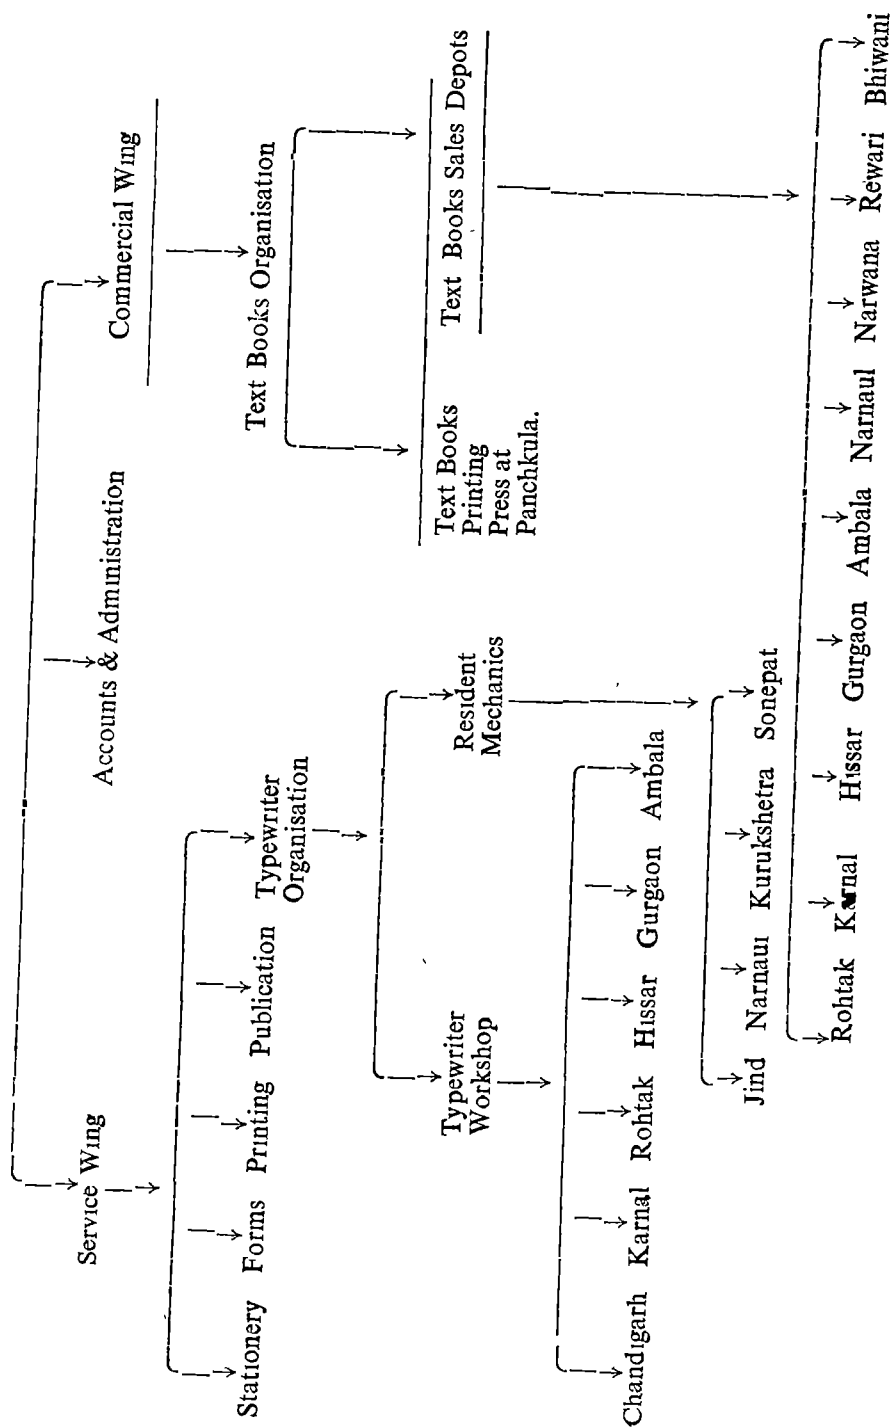 Service Wing Accounts & Administration Commercial Wing
Stationery Forms Printing Publication Typewriter Organisation
Text Books Organisation
Typewriter Workshop
Resident Mechanics
Text Books Printing Press at Panchkula.
Text Books Sales Depots
Chandigarh Karnal Rohtak Hissar Gurgaon Ambala
Jind Narnaul Kurukshetra Sonepat
Rohtak Karnal Hissar Gurgaon Ambala Narnaul Narwana Rewari Bhiwani